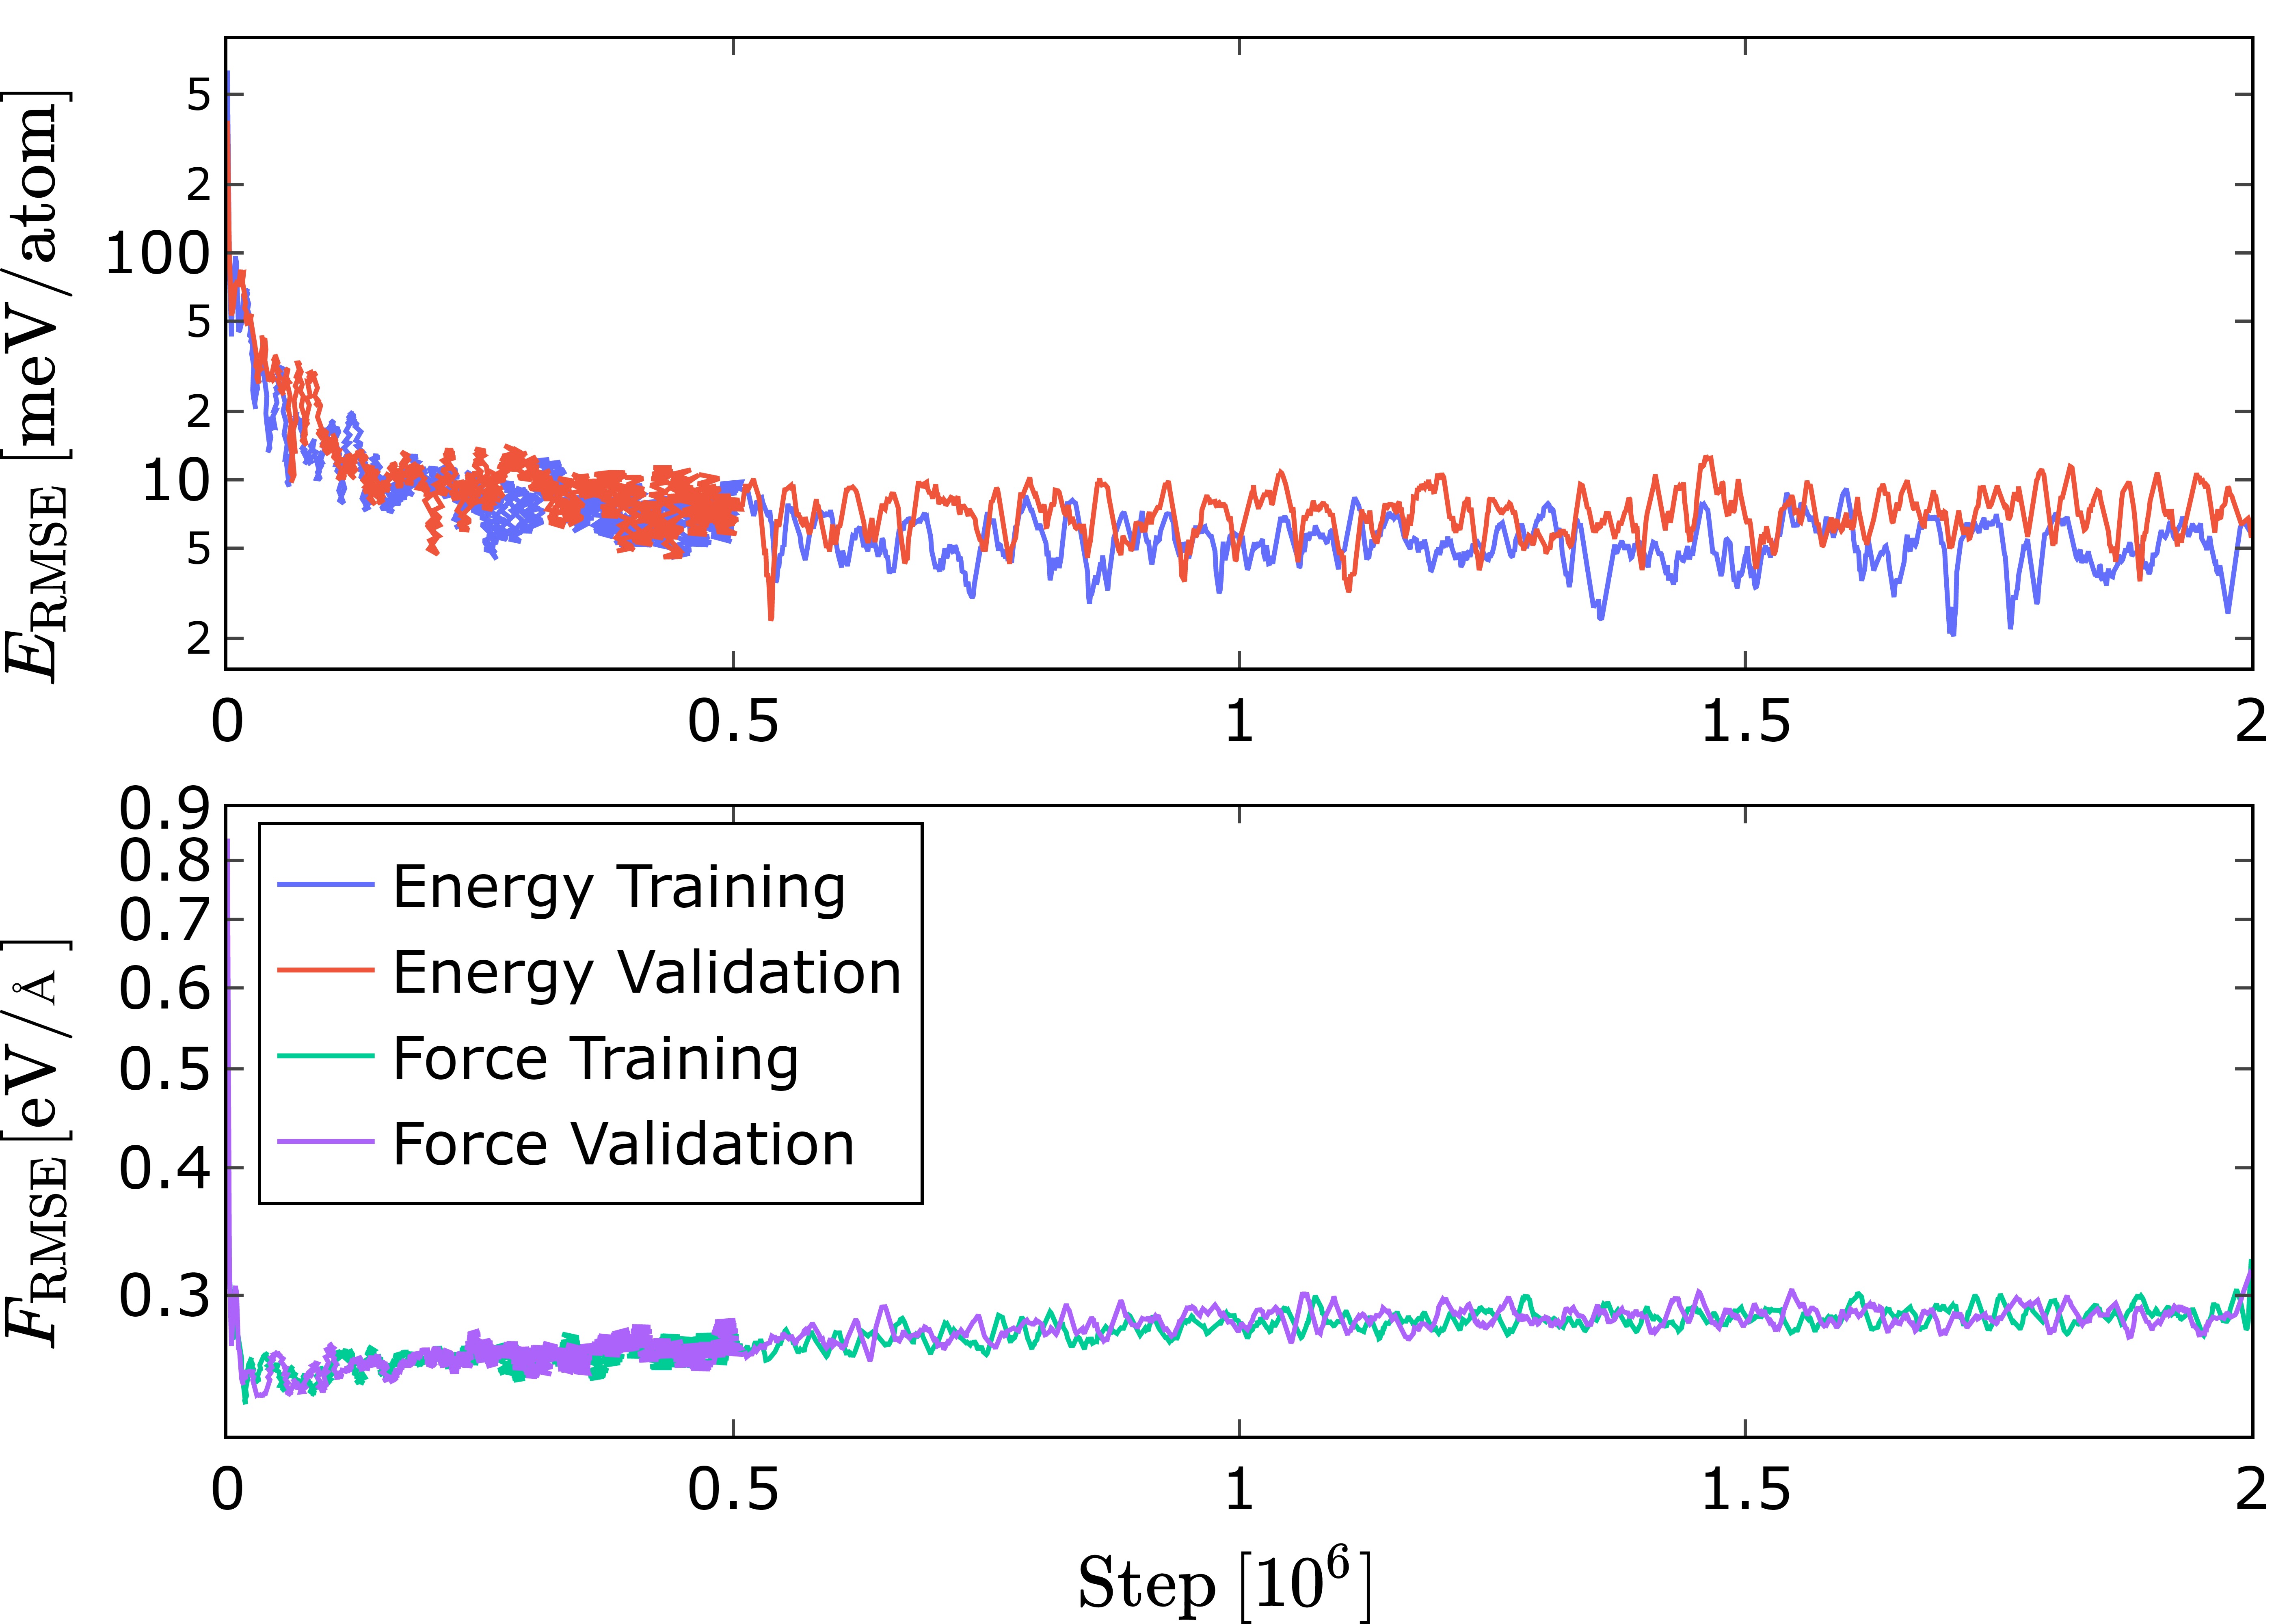 E_RMSE [meV/atom]
5
2
100
5
2
10
5
2
0 0.5 1 1.5 2
F_RMSE [eV/Å]
0.9
0.8
0.7
0.6
0.5
0.4
0.3
Energy Training
Energy Validation
Force Training
Force Validation
0 0.5 1 1.5 2
Step [10⁶]